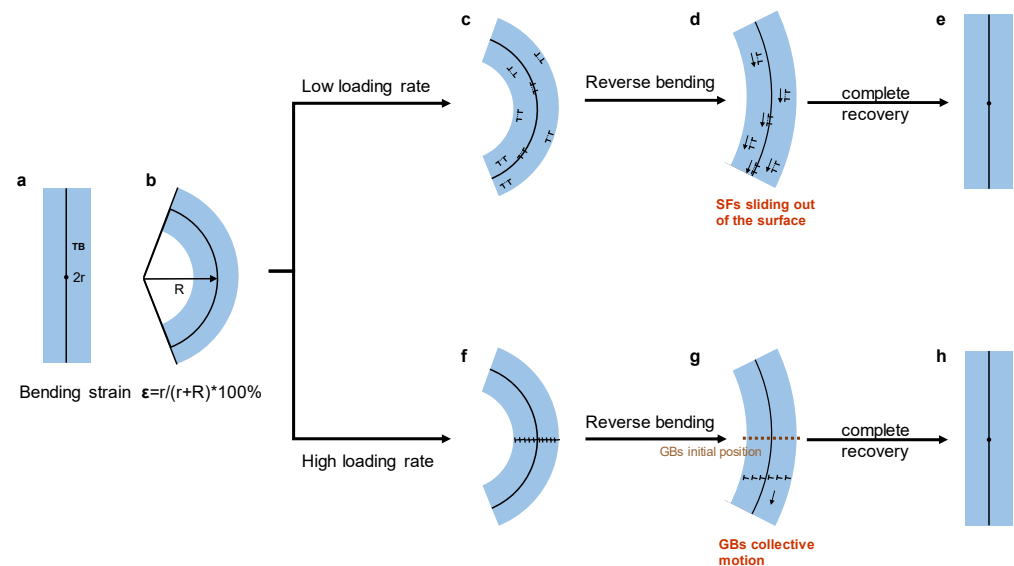 a
b
TB
2r
R
Bending strain ε=r/(r+R)*100%
Low loading rate
c
Reverse bending
d
SFs sliding out
of the surface
complete
recovery
e
High loading rate
f
Reverse bending
GBs initial position
g
GBs collective
motion
complete
recovery
h